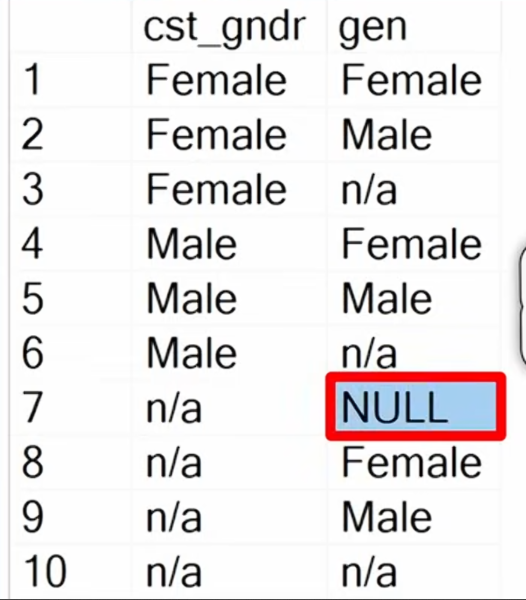 cst_gndr gen
1 Female Female
2 Female Male
3 Female n/a
4 Male Female
5 Male Male
6 Male n/a
7 n/a NULL
8 n/a Female
9 n/a Male
10 n/a n/a